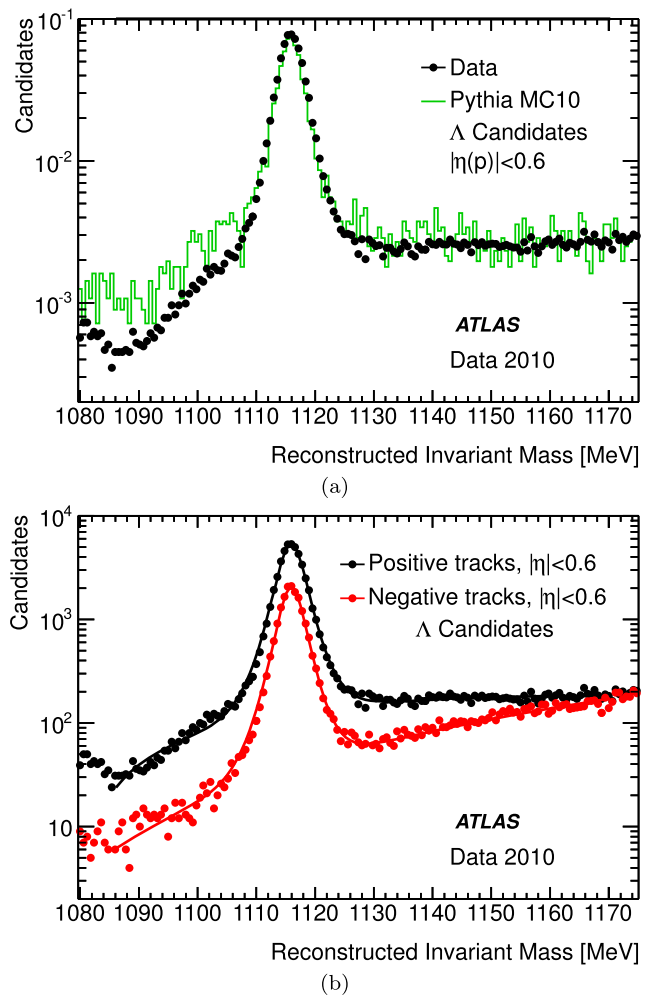 Candidates
10^-1
10^-2
10^-3
Data
Pythia MC10
Λ Candidates
|η(p)|<0.6
ATLAS
Data 2010
1080 1090 1100 1110 1120 1130 1140 1150 1160 1170
Reconstructed Invariant Mass [MeV]
(a)
Candidates
10^4
10^3
10^2
10
Positive tracks, |η|<0.6
Negative tracks, |η|<0.6
Λ Candidates
ATLAS
Data 2010
1080 1090 1100 1110 1120 1130 1140 1150 1160 1170
Reconstructed Invariant Mass [MeV]
(b)